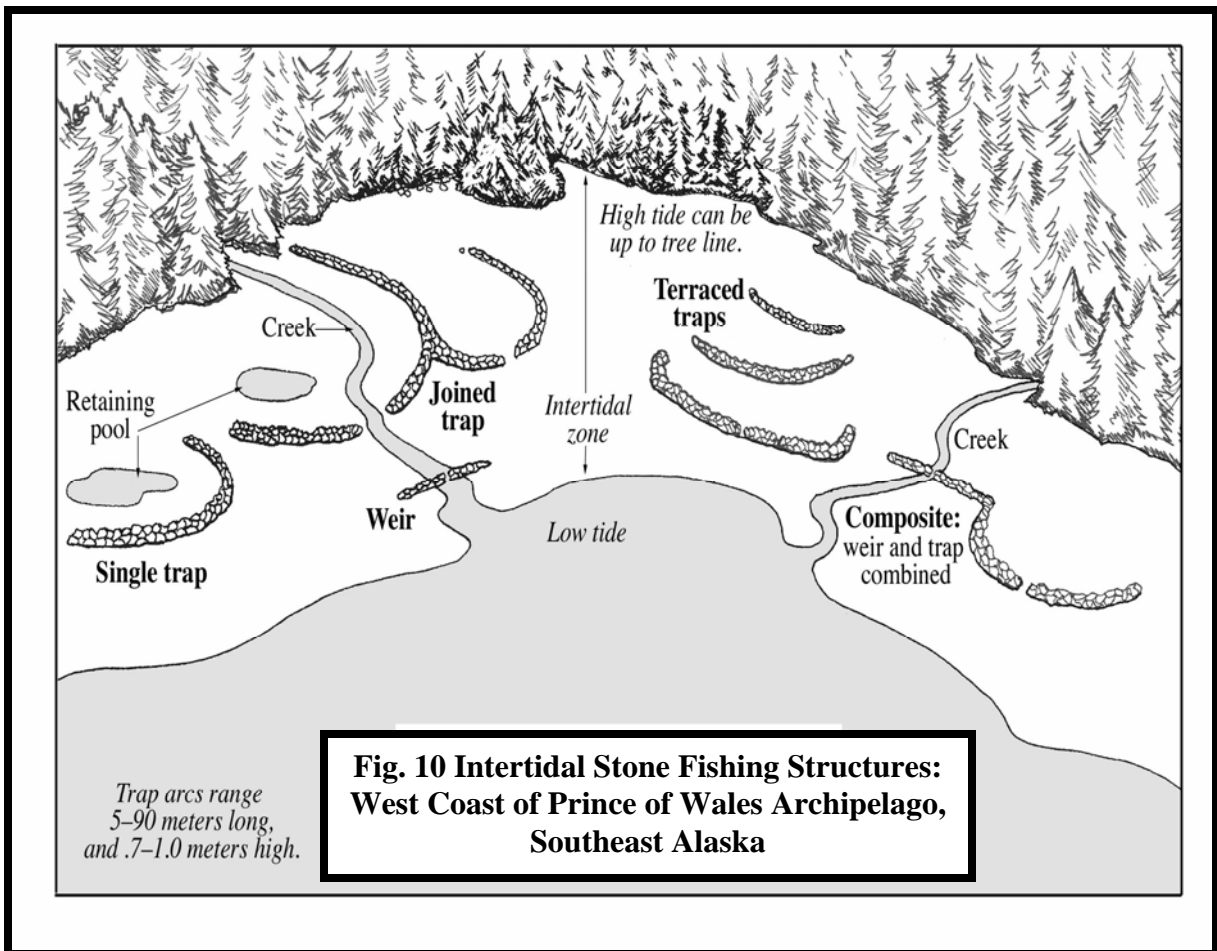 High tide can be
up to tree line.
Terraced
traps
Creek
Retaining
pool
Joined
trap
Intertidal
zone
Creek
Weir
Low tide
Composite:
weir and trap
combined
Single trap
Trap arcs range
5–90 meters long,
and .7–1.0 meters high.
Fig. 10 Intertidal Stone Fishing Structures:
West Coast of Prince of Wales Archipelago,
Southeast Alaska